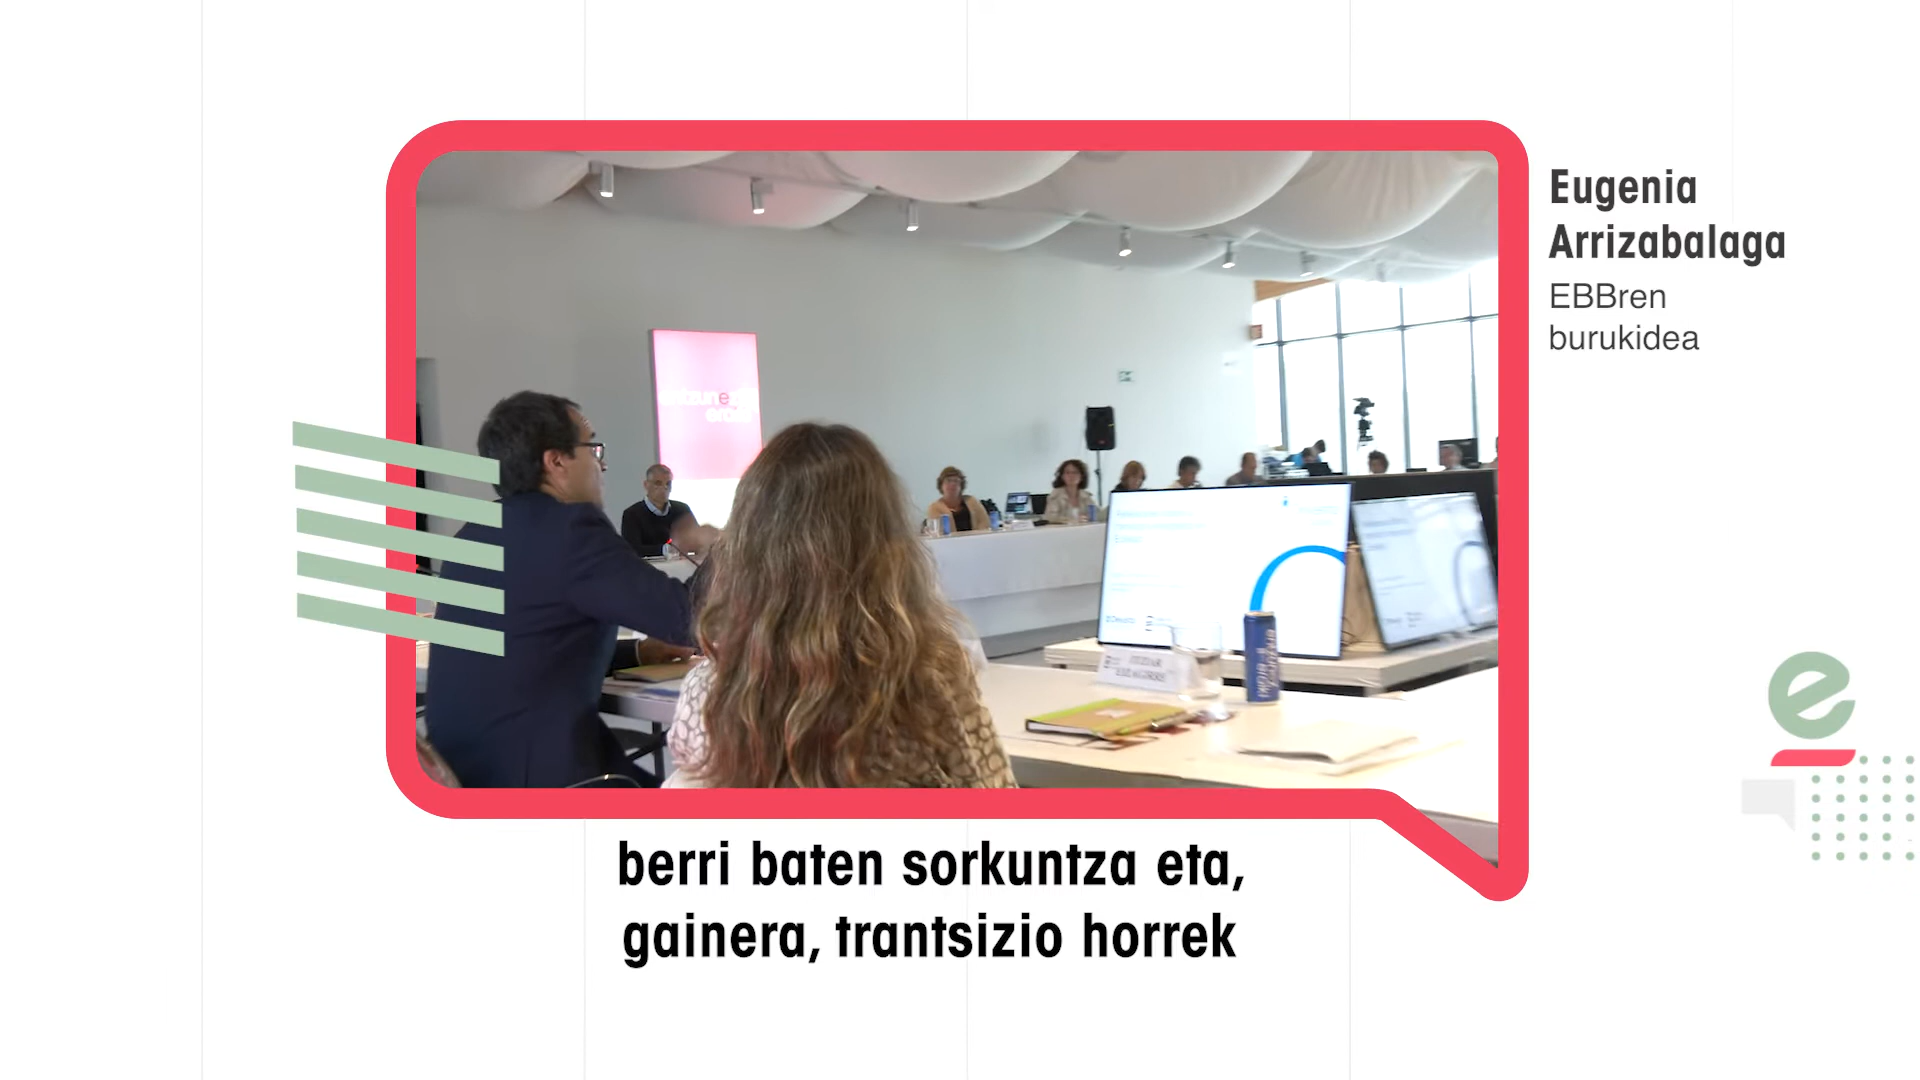 Eugenia
Arrizabalaga
EBBren
burukidea
e
berri baten sorkuntza eta,
gainera, trantsizio horrek